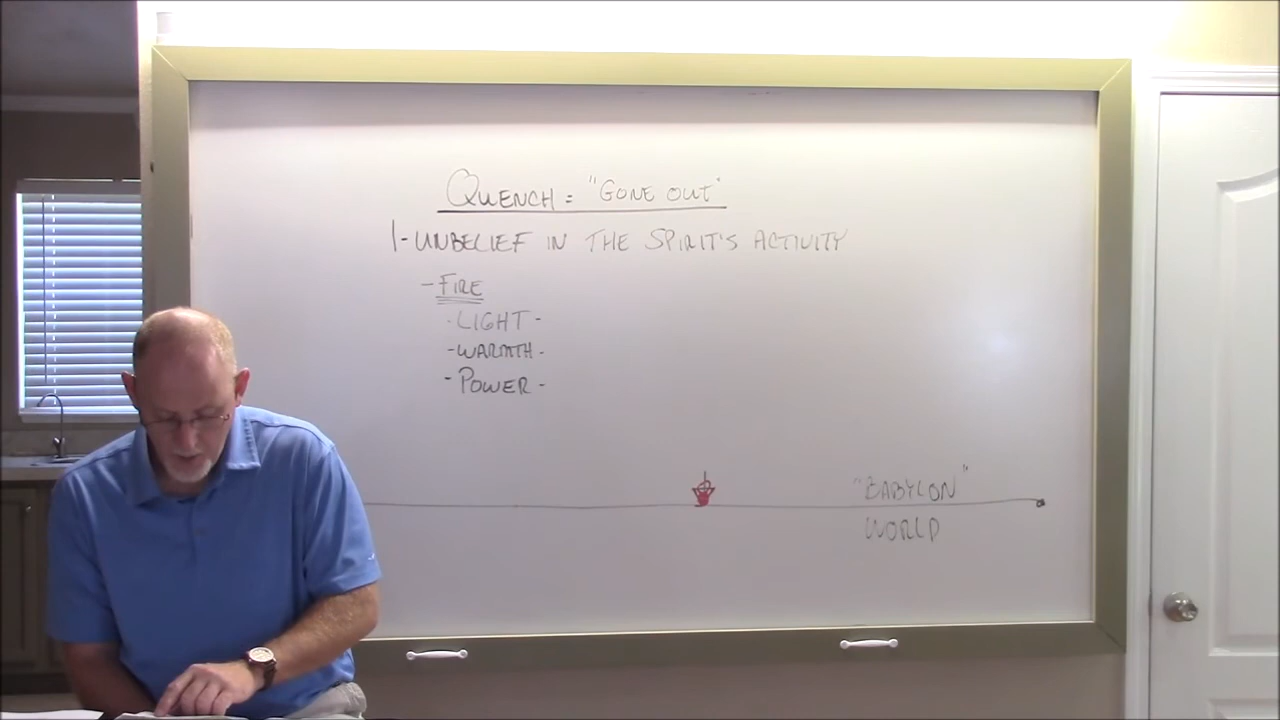 QUENCH = "GONE OUT"
1-UNBELIEF IN THE SPIRIT'S ACTIVITY
-FIRE
-LIGHT-
-WARMTH-
-POWER-
"BABYLON"
WORLD